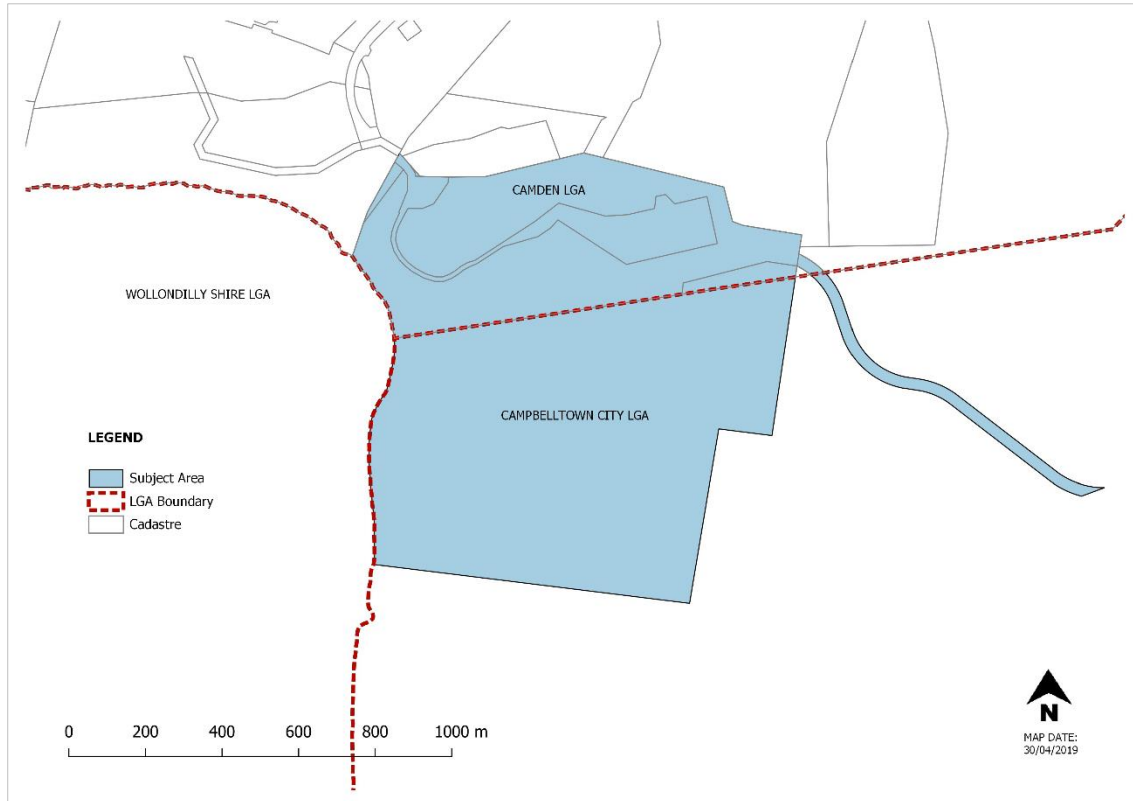 CAMDEN LGA
WOLLONDILLY SHIRE LGA
CAMPBELLTOWN CITY LGA
LEGEND
Subject Area
LGA Boundary
Cadastre
0 200 400 600 800 1000 m
N
MAP DATE:
30/04/2019